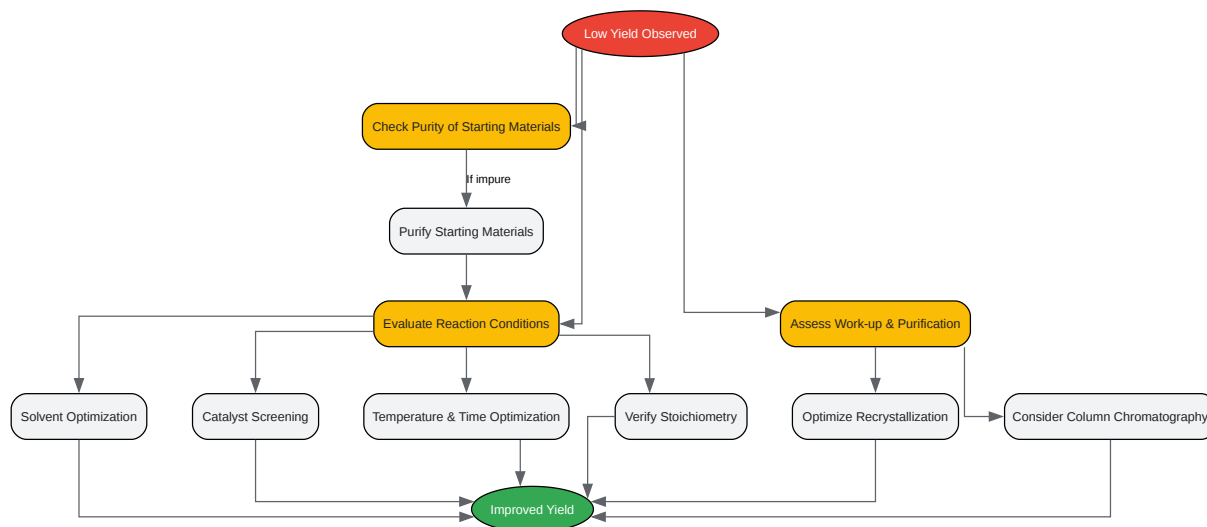 Low Yield Observed
Check Purity of Starting Materials
If impure
Purify Starting Materials
Evaluate Reaction Conditions
Assess Work-up & Purification
Solvent Optimization
Catalyst Screening
Temperature & Time Optimization
Verify Stoichiometry
Optimize Recrystallization
Consider Column Chromatography
Improved Yield